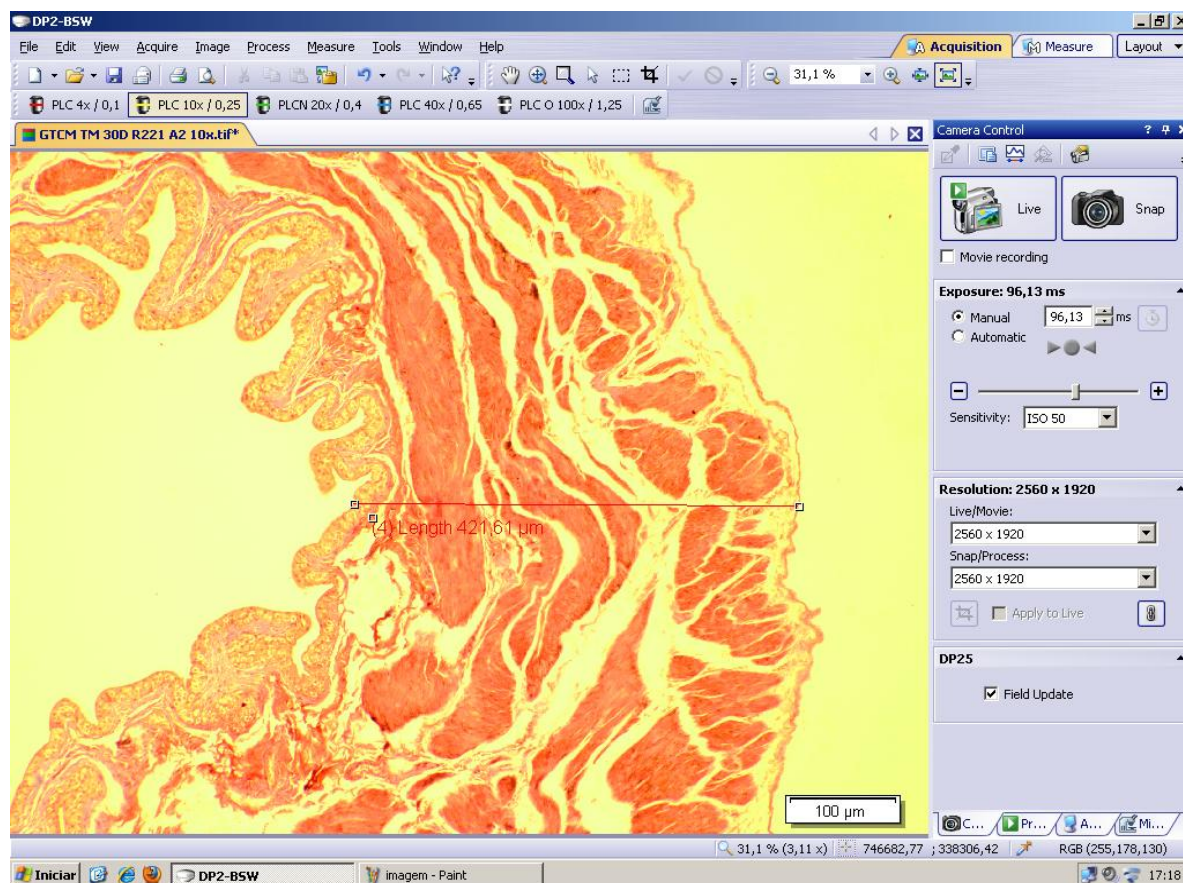 DP2-BSW
File Edit View Acquire Image Process Measure Tools Window Help
Acquisition Measure Layout
31,1 %
PLC 4x / 0,1 PLC 10x / 0,25 PLCN 20x / 0,4 PLC 40x / 0,65 PLC O 100x / 1,25
GTCM TM 30D R221 A2 10x.tif*
Camera Control
Live Snap
Movie recording
Exposure: 96,13 ms
Manual 96,13 ms
Automatic
Sensitivity: ISO 50
Resolution: 2560 x 1920
Live/Movie:
2560 x 1920
Snap/Process:
2560 x 1920
Apply to Live
DP25
Field Update
(4) Length 421,61 µm
100 µm
C... Pr... A... Mi...
31,1 % (3,11 x) 746682,77 ; 338306,42 RGB (255,178,130)
Iniciar DP2-BSW imagem - Paint 17:18